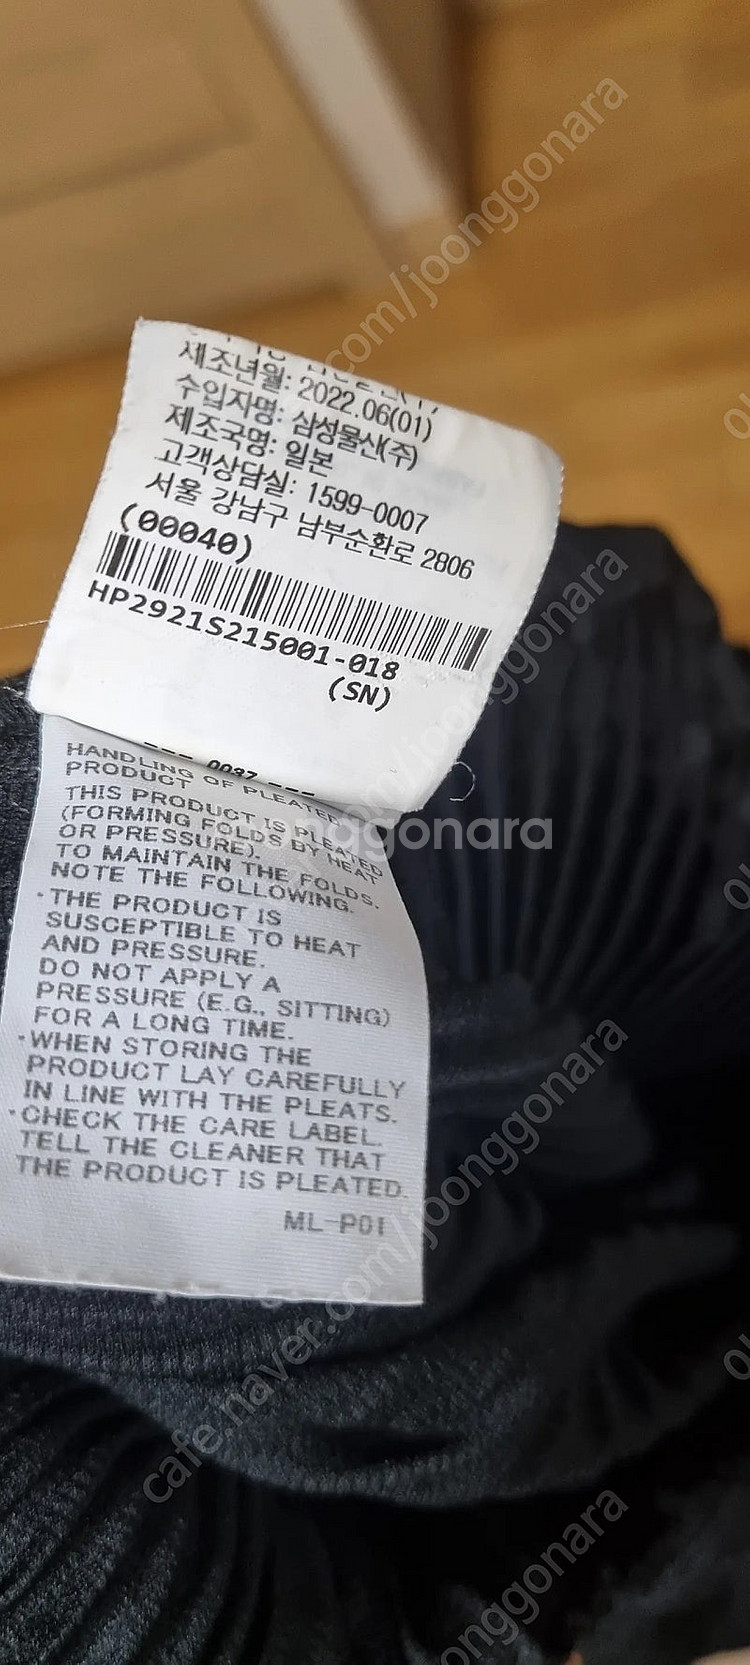 제조년월: 2022.06(01)
수입자명: 삼성물산(주)
제조국명: 일본
고객상담실: 1599-0007
서울 강남구 남부순환로 2806
(00040)
HP2921S215001-018
(SN)
HANDLING OF PLEATED
PRODUCT
THIS PRODUCT IS PLEATED
(FORMING FOLDS BY HEAT
OR PRESSURE).
TO MAINTAIN THE FOLDS.
NOTE THE FOLLOWING.
·THE PRODUCT IS
SUSCEPTIBLE TO HEAT
AND PRESSURE.
DO NOT APPLY A
PRESSURE (E.G., SITTING)
FOR A LONG TIME.
·WHEN STORING THE
PRODUCT LAY CAREFULLY
IN LINE WITH THE PLEATS.
·CHECK THE CARE LABEL.
TELL THE CLEANER THAT
THE PRODUCT IS PLEATED.
ML-P01
cafe.naver.com/joonggonara